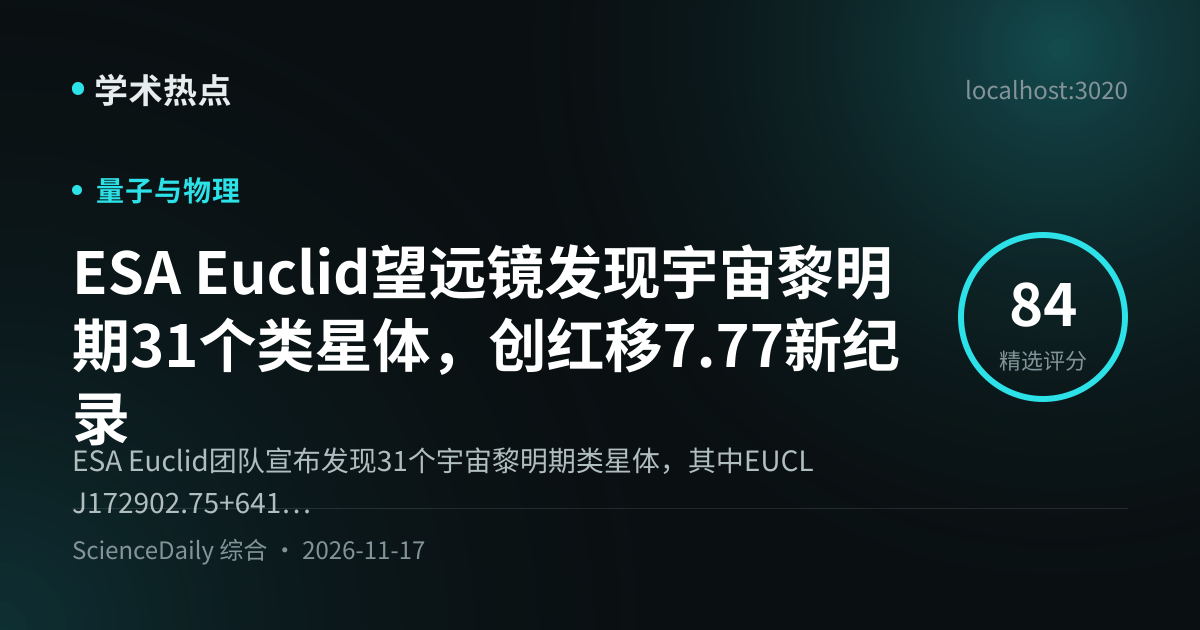 学术热点
localhost:3020
量子与物理
ESA Euclid望远镜发现宇宙黎明
期31个类星体，创红移7.77新纪
录
84
精选评分
ESA Euclid团队宣布发现31个宇宙黎明期类星体，其中EUCL
J172902.75+641…
ScienceDaily 综合 · 2026-11-17